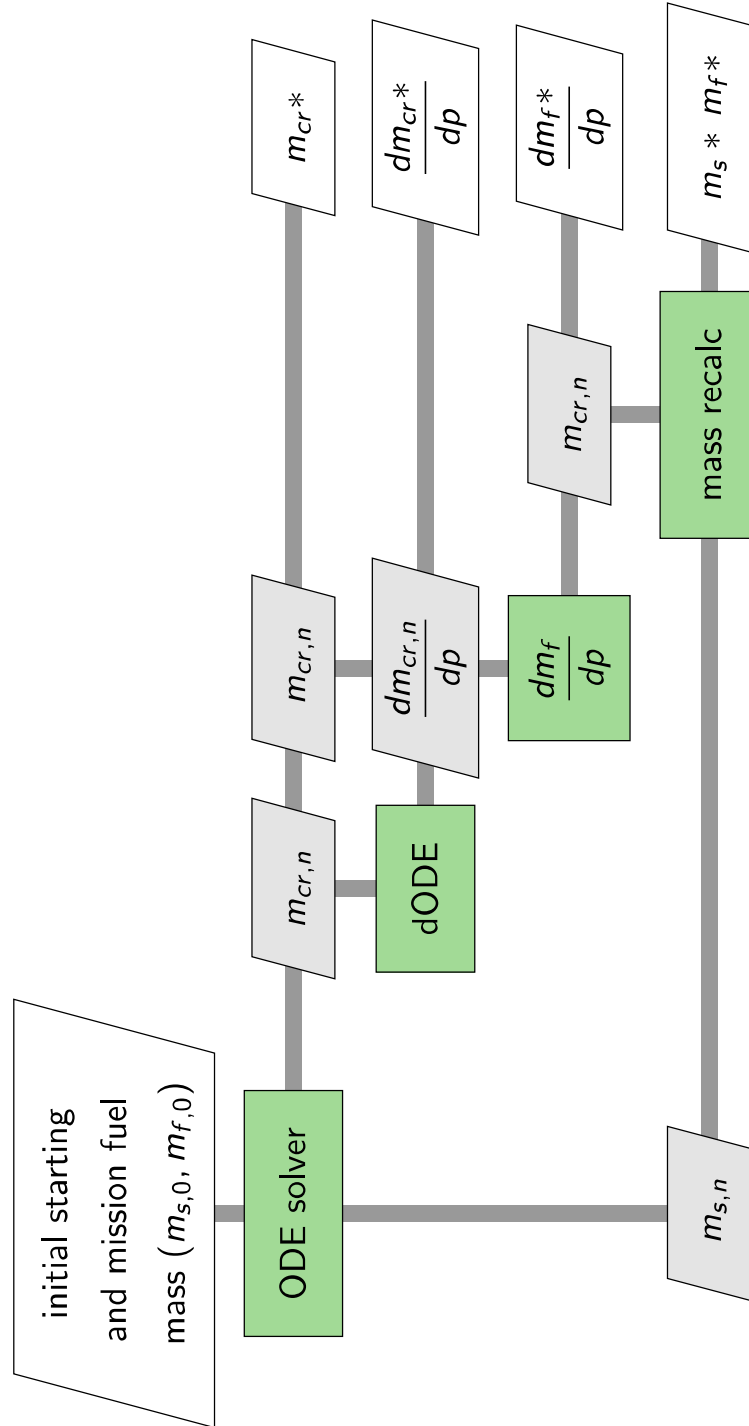 initial starting
and mission fuel
mass (m_{s,0}, m_{f,0})
ODE solver
m_{cr,n}
m_{cr,n}
m_{cr}*
dODE
dm_{cr,n}
dp
dm_{cr}*
dp
dm_f
dp
m_{cr,n}
dm_f*
dp
m_{s,n}
mass recalc
m_s* m_f*